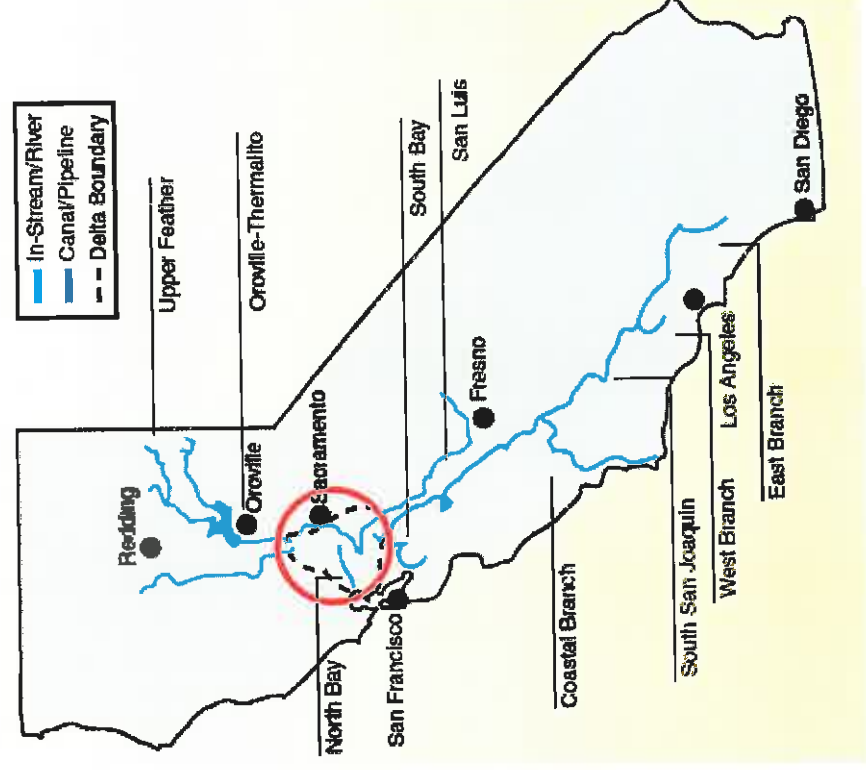 In-Stream/River
Canal/Pipeline
Delta Boundary
Upper Feather
Oroville-Thermalito
Redding
Oroville
Sacramento
South Bay
San Luis
Fresno
North Bay
San Francisco
Coastal Branch
South San Joaquin
West Branch
Los Angeles
East Branch
San Diego